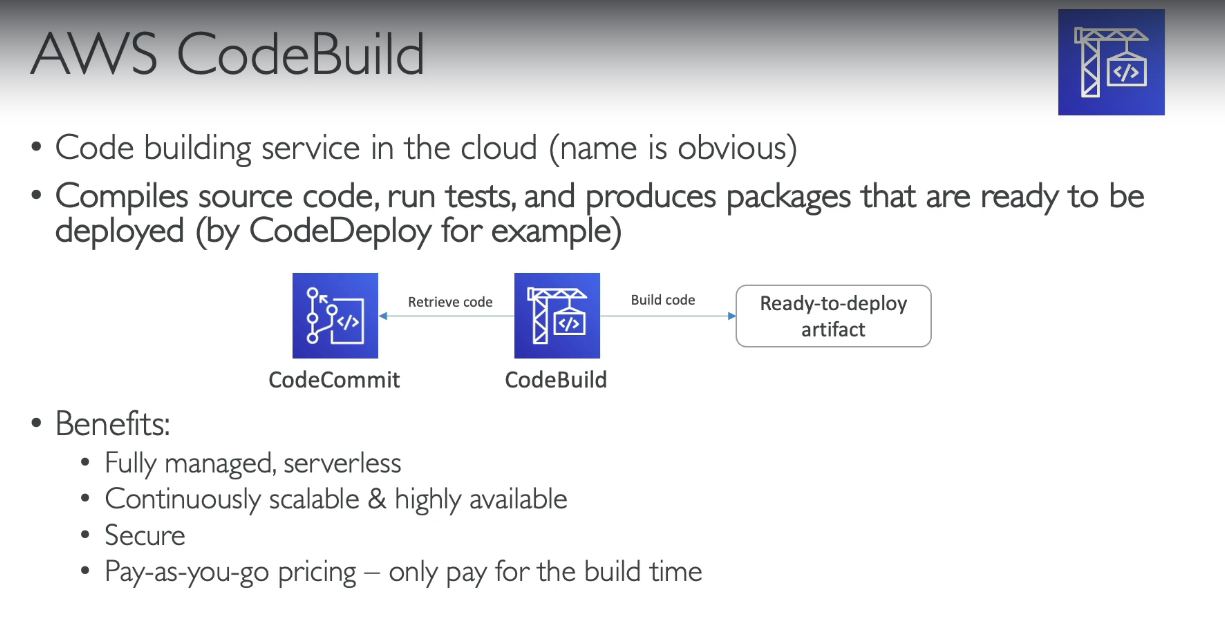 AWS CodeBuild
• Code building service in the cloud (name is obvious)
• Compiles source code, run tests, and produces packages that are ready to be
deployed (by CodeDeploy for example)
Retrieve code
Build code
Ready-to-deploy
artifact
CodeCommit
CodeBuild
• Benefits:
• Fully managed, serverless
• Continuously scalable & highly available
• Secure
• Pay-as-you-go pricing – only pay for the build time